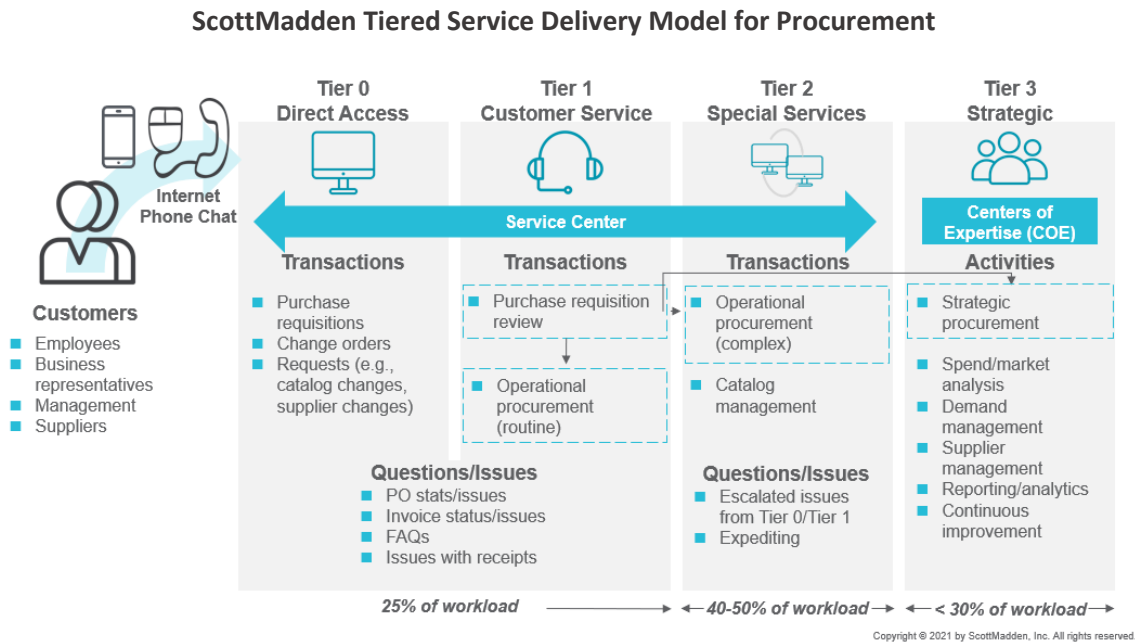 ScottMadden Tiered Service Delivery Model for Procurement
Tier 0
Direct Access
Tier 1
Customer Service
Tier 2
Special Services
Tier 3
Strategic
Internet
Phone Chat
Service Center
Centers of
Expertise (COE)
Customers
Employees
Business
representatives
Management
Suppliers
Transactions
Purchase
requisitions
Change orders
Requests (e.g.,
catalog changes,
supplier changes)
Transactions
Purchase requisition
review
Operational
procurement
(routine)
Questions/Issues
PO stats/issues
Invoice status/issues
FAQs
Issues with receipts
Transactions
Operational
procurement
(complex)
Catalog
management
Questions/Issues
Escalated issues
from Tier 0/Tier 1
Expediting
Activities
Strategic
procurement
Spend/market
analysis
Demand
management
Supplier
management
Reporting/analytics
Continuous
improvement
25% of workload
40-50% of workload
< 30% of workload
Copyright © 2021 by ScottMadden, Inc. All rights reserved